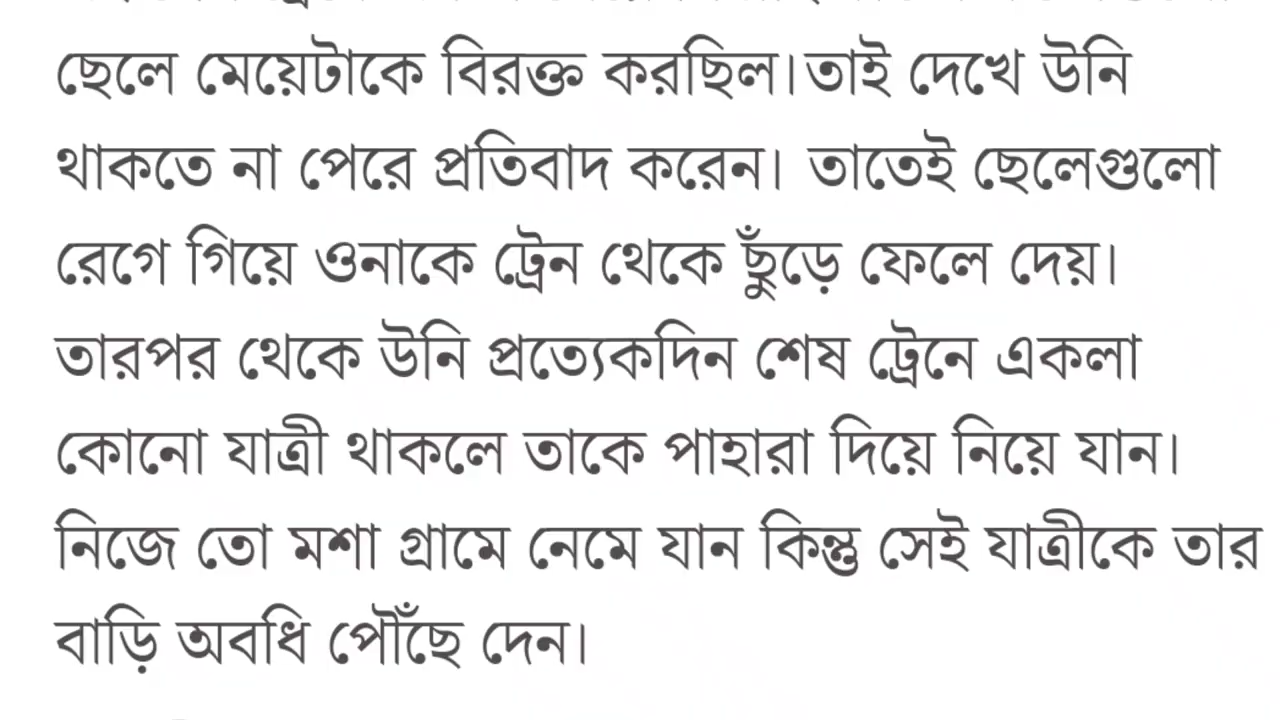 ছেলে মেয়েটাকে বিরক্ত করছিল।তাই দেখে উনি
থাকতে না পেরে প্রতিবাদ করেন। তাতেই ছেলেগুলো
রেগে গিয়ে ওনাকে ট্রেন থেকে ছুঁড়ে ফেলে দেয়।
তারপর থেকে উনি প্রত্যেকদিন শেষ ট্রেনে একলা
কোনো যাত্রী থাকলে তাকে পাহারা দিয়ে নিয়ে যান।
নিজে তো মশা গ্রামে নেমে যান কিন্তু সেই যাত্রীকে তার
বাড়ি অবধি পৌঁছে দেন।